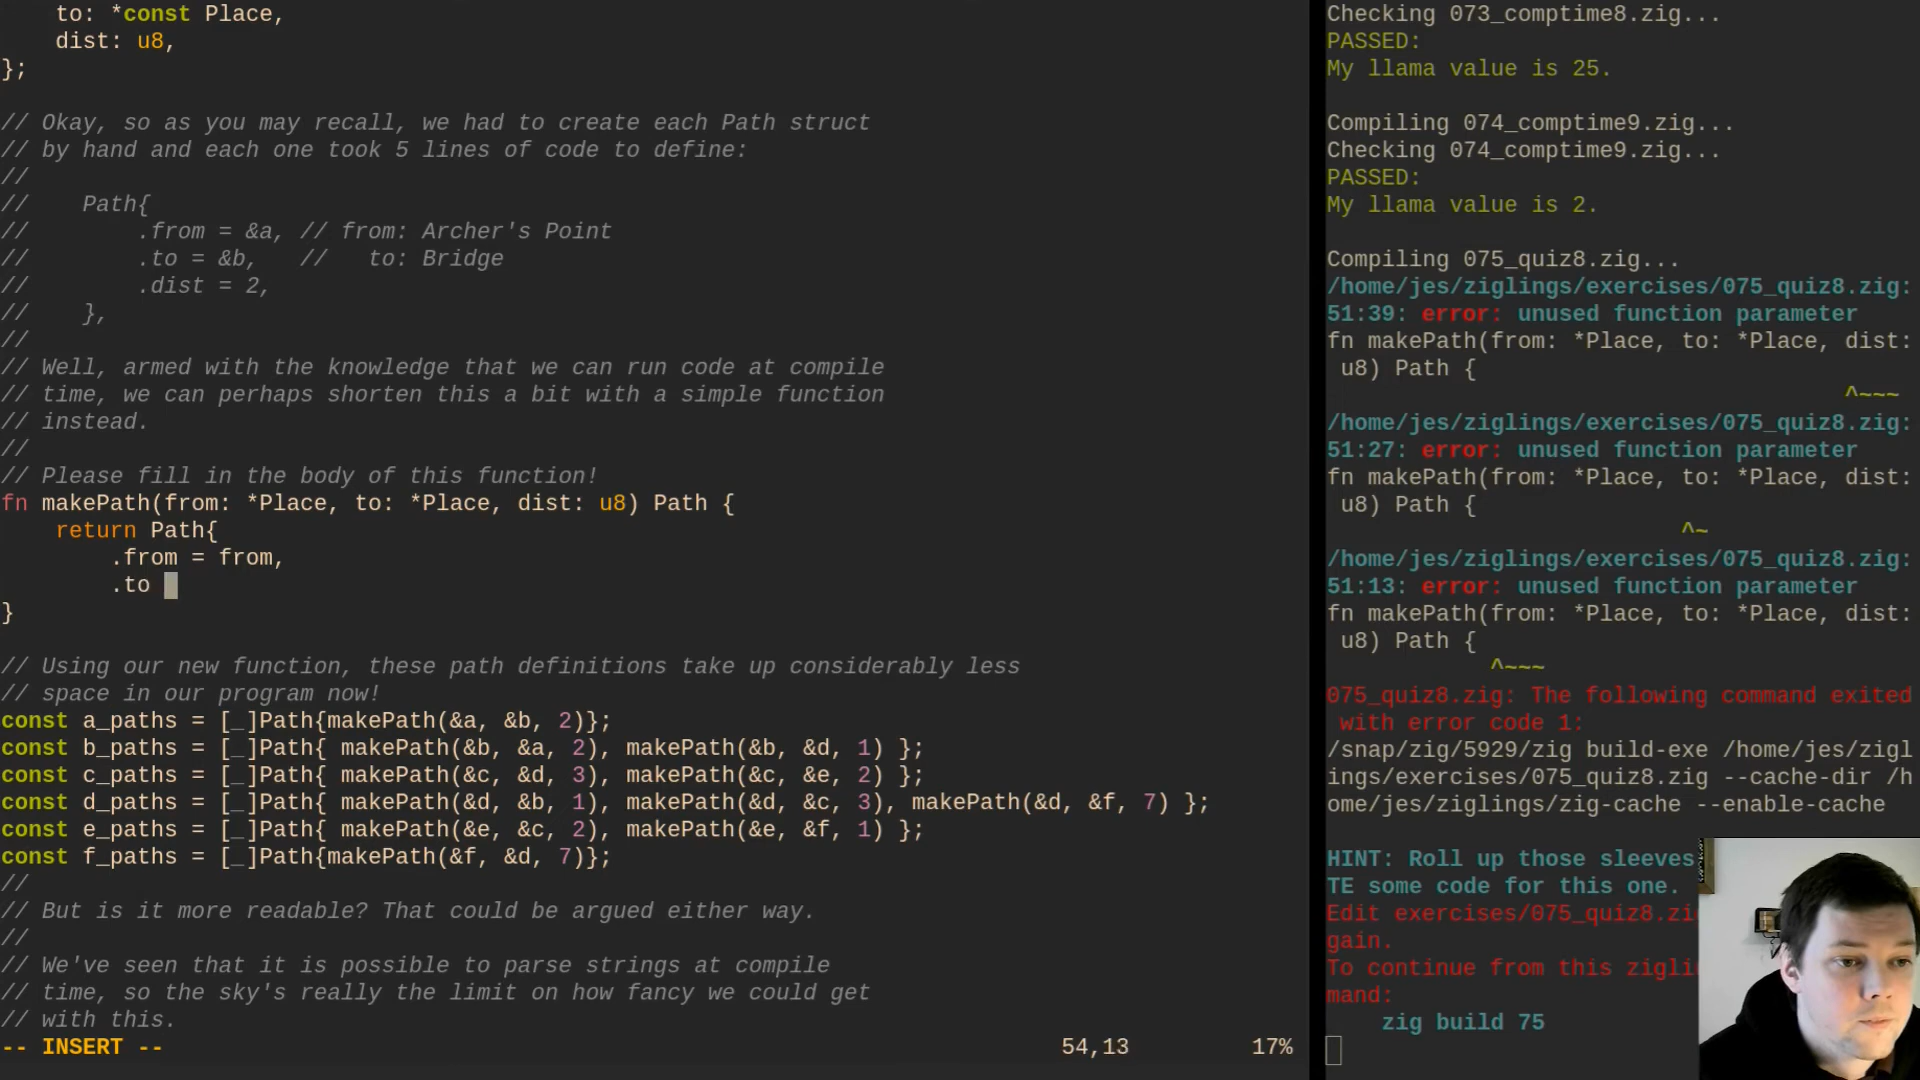 to: *const Place,
    dist: u8,
};

// Okay, so as you may recall, we had to create each Path struct
// by hand and each one took 5 lines of code to define:
//
//    Path{
//        .from = &a, // from: Archer's Point
//        .to = &b,   //   to: Bridge
//        .dist = 2,
//    },
//
// Well, armed with the knowledge that we can run code at compile
// time, we can perhaps shorten this a bit with a simple function
// instead.
//
// Please fill in the body of this function!
fn makePath(from: *Place, to: *Place, dist: u8) Path {
    return Path{
        .from = from,
        .to
}

// Using our new function, these path definitions take up considerably less
// space in our program now!
const a_paths = [_]Path{makePath(&a, &b, 2)};
const b_paths = [_]Path{ makePath(&b, &a, 2), makePath(&b, &d, 1) };
const c_paths = [_]Path{ makePath(&c, &d, 3), makePath(&c, &e, 2) };
const d_paths = [_]Path{ makePath(&d, &b, 1), makePath(&d, &c, 3), makePath(&d, &f, 7) };
const e_paths = [_]Path{ makePath(&e, &c, 2), makePath(&e, &f, 1) };
const f_paths = [_]Path{makePath(&f, &d, 7)};
//
// But is it more readable? That could be argued either way.
//
// We've seen that it is possible to parse strings at compile
// time, so the sky's really the limit on how fancy we could get
// with this.
-- INSERT -- 54,13 17%
Checking 073_comptime8.zig...
PASSED:
My llama value is 25.

Compiling 074_comptime9.zig...
Checking 074_comptime9.zig...
PASSED:
My llama value is 2.

Compiling 075_quiz8.zig...
/home/jes/ziglings/exercises/075_quiz8.zig:
51:39: error: unused function parameter
fn makePath(from: *Place, to: *Place, dist:
 u8) Path {
^~~~
/home/jes/ziglings/exercises/075_quiz8.zig:
51:27: error: unused function parameter
fn makePath(from: *Place, to: *Place, dist:
 u8) Path {
^~
/home/jes/ziglings/exercises/075_quiz8.zig:
51:13: error: unused function parameter
fn makePath(from: *Place, to: *Place, dist:
 u8) Path {
^~~~
075_quiz8.zig: The following command exited
 with error code 1:
/snap/zig/5929/zig build-exe /home/jes/zigl
ings/exercises/075_quiz8.zig --cache-dir /h
ome/jes/ziglings/zig-cache --enable-cache

HINT: Roll up those sleeves
TE some code for this one.
Edit exercises/075_quiz8.zi
gain.
To continue from this zigli
mand:
    zig build 75